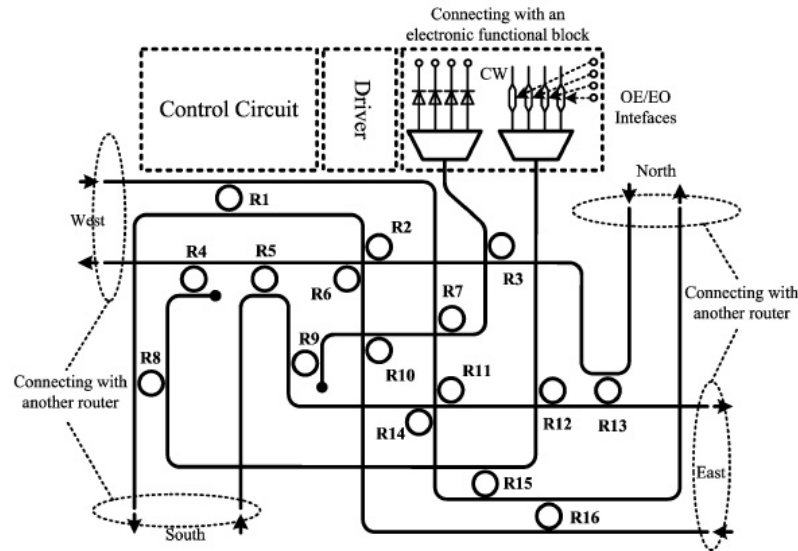 Connecting with an
electronic functional block
Control Circuit
Driver
CW
OE/EO
Intefaces
North
West
R1
R2
R3
R4
R5
R6
R7
Connecting with
another router
R8
R9
R10
R11
Connecting with
another router
R12
R13
R14
R15
R16
East
South